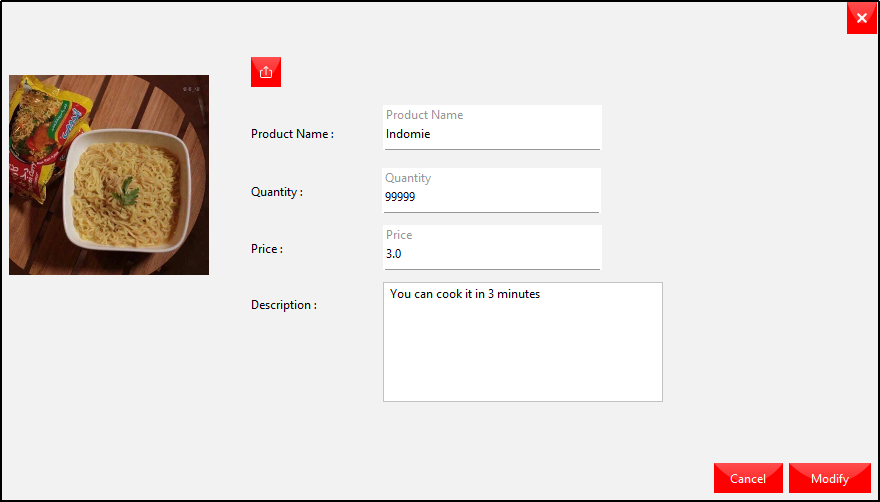 Product Name :
Product Name
Indomie
Quantity :
Quantity
99999
Price :
Price
3.0
Description :
You can cook it in 3 minutes
Cancel
Modify